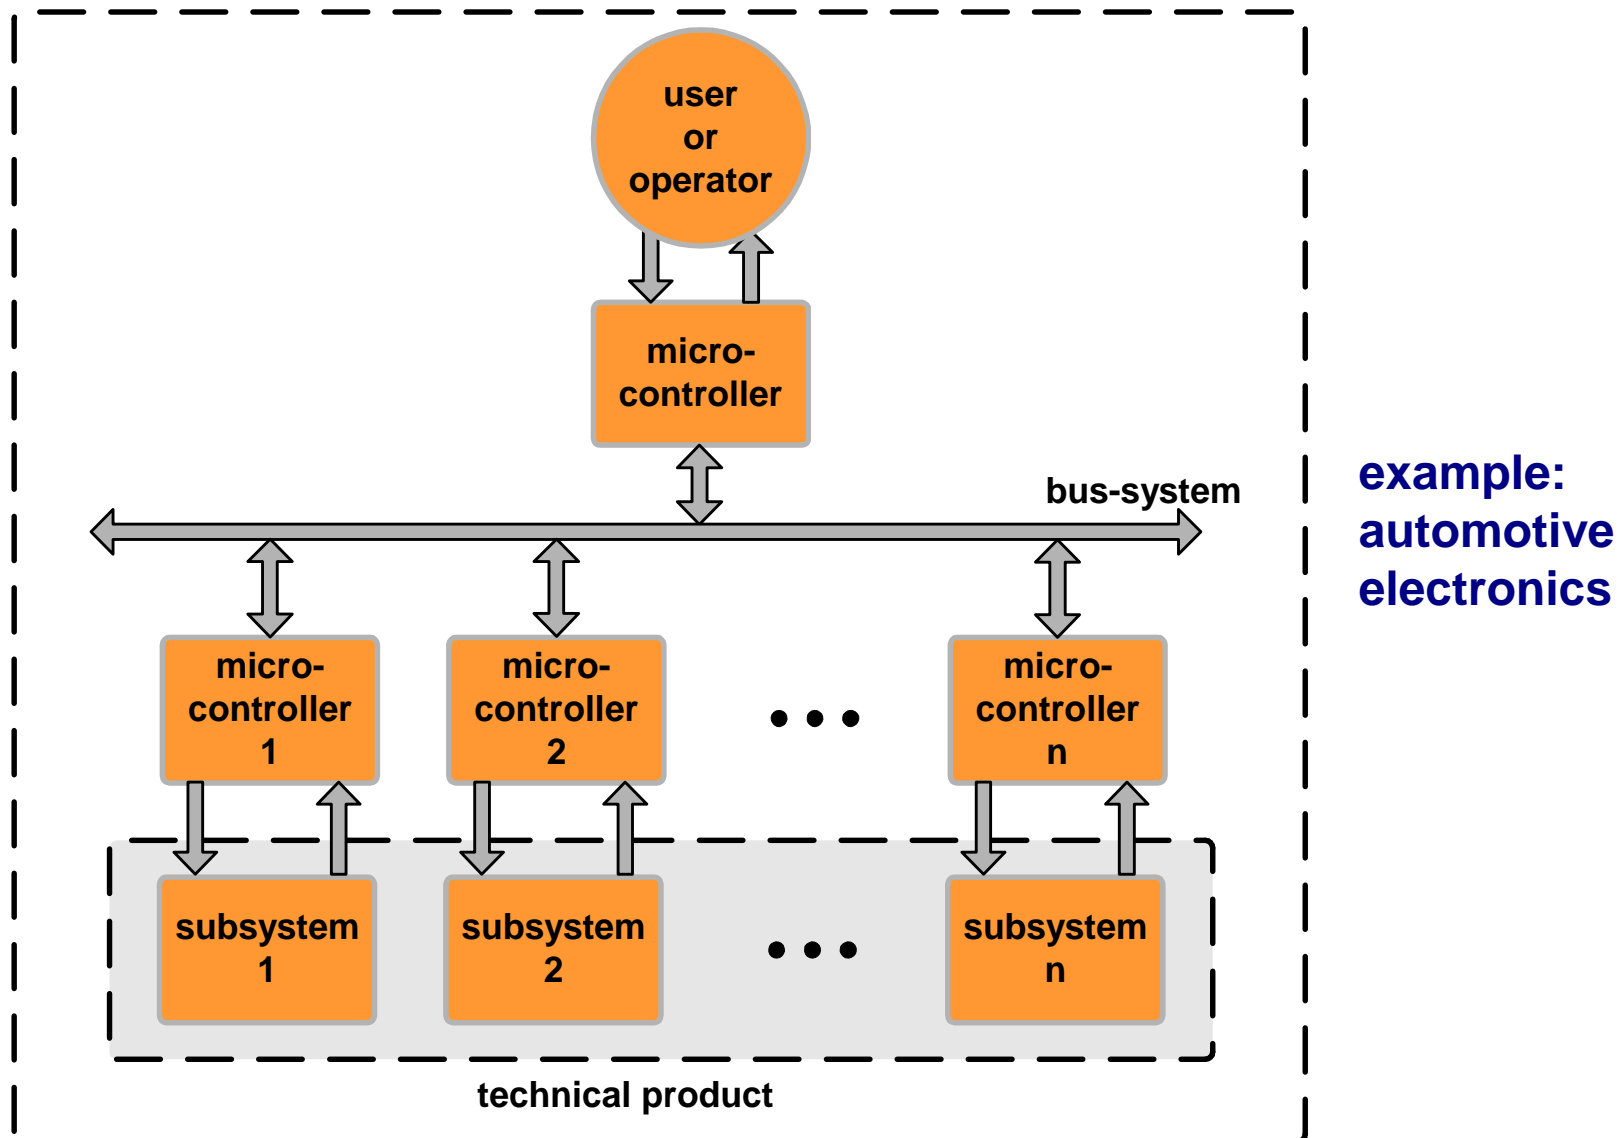 user
or
operator
micro-
controller
bus-system
example:
automotive
electronics
micro-
controller
1
micro-
controller
2
micro-
controller
n
subsystem
1
subsystem
2
subsystem
n
technical product